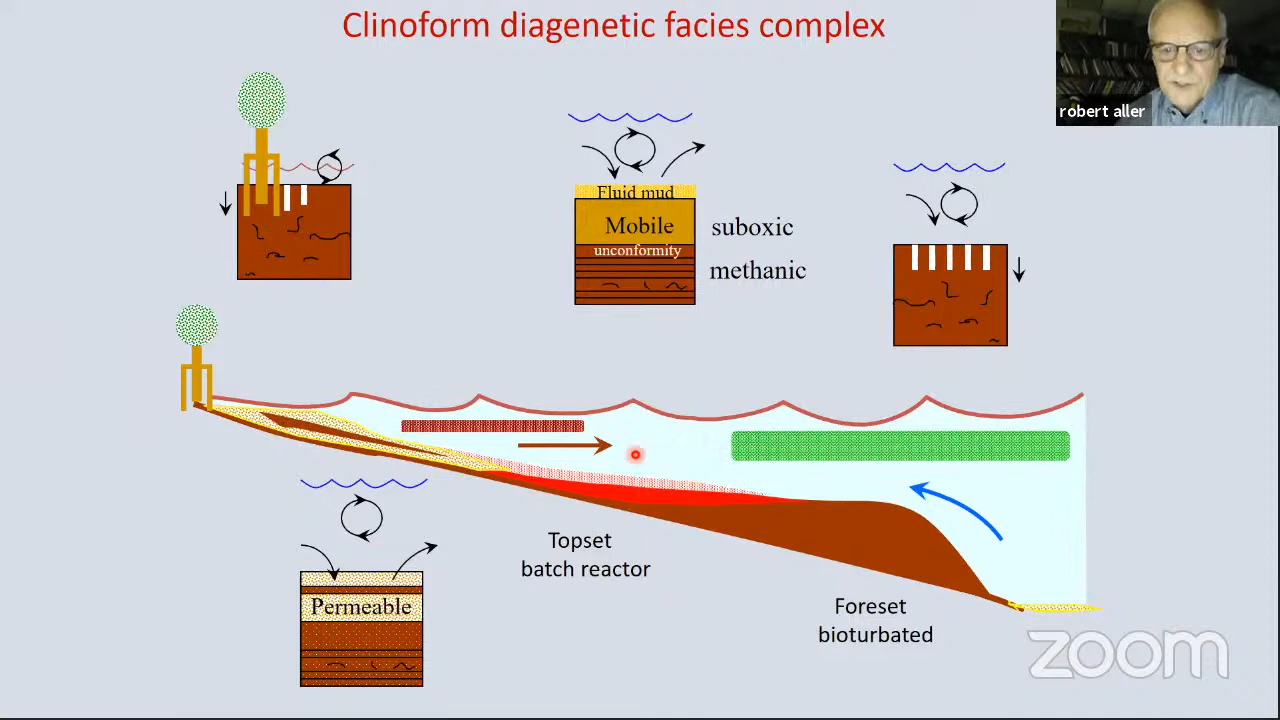 Clinoform diagenetic facies complex
robert aller
Fluid mud
Mobile
suboxic
unconformity
methanic
Topset
batch reactor
Permeable
Foreset
bioturbated
zoom